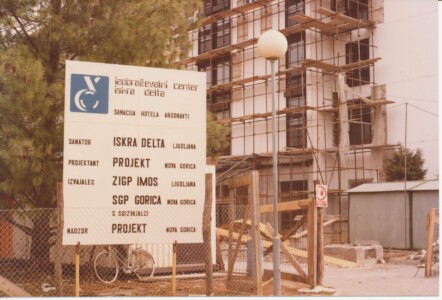 izobraževalni center
iskra delta
SANACIJA HOTELA ARGONAVTI
SANATOR ISKRA DELTA LJUBLJANA
PROJEKTANT PROJEKT NOVA GORICA
IZVAJALEC ZIGP IMOS LJUBLJANA
SGP GORICA NOVA GORICA
S SOIZVAJALCI
NADZOR PROJEKT NOVA GORICA